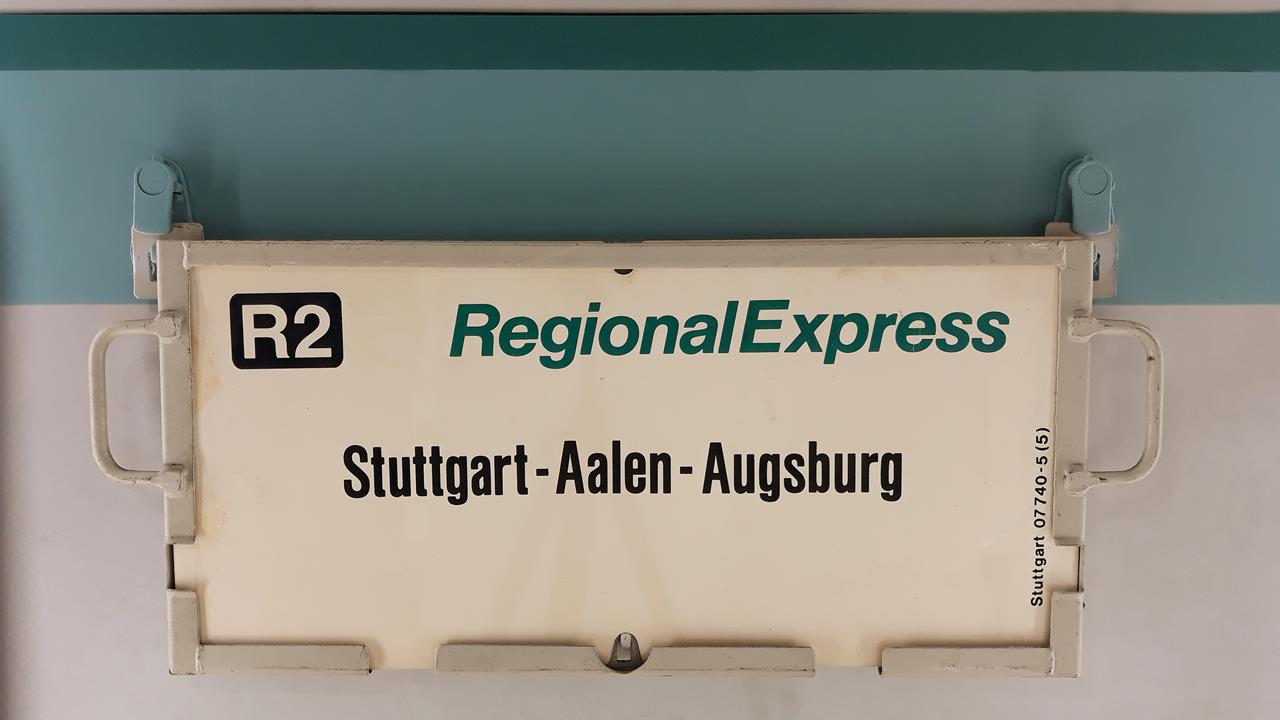 R2 RegionalExpress
Stuttgart - Aalen - Augsburg
Stuttgart 07740-5 (5)